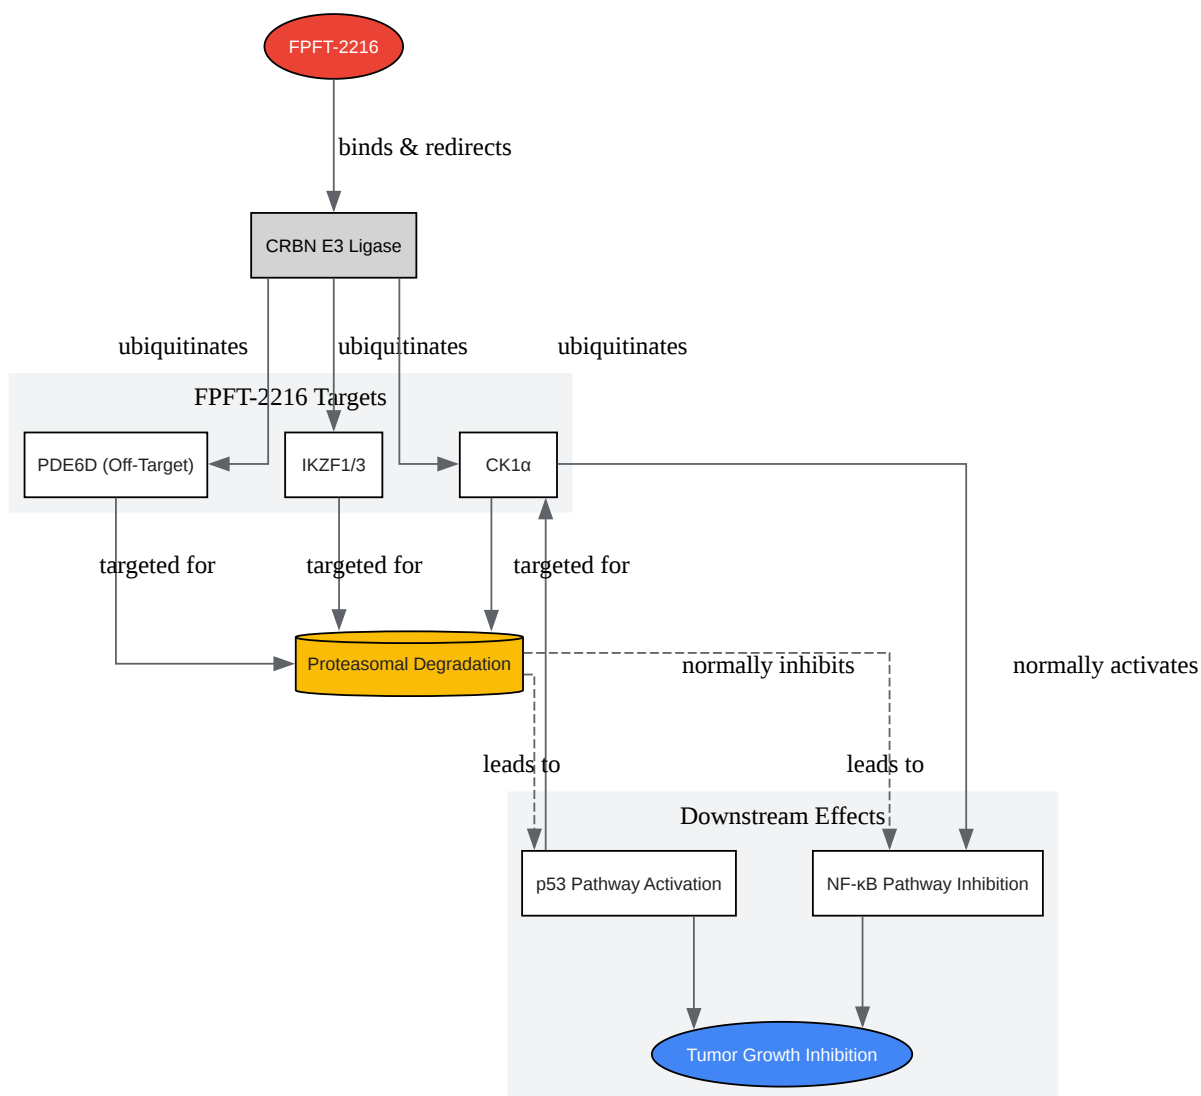 FPFT-2216
binds & redirects
CRBN E3 Ligase
ubiquitinates
ubiquitinates
ubiquitinates
FPFT-2216 Targets
PDE6D (Off-Target)
IKZF1/3
CK1α
targeted for
targeted for
targeted for
Proteasomal Degradation
normally inhibits
normally activates
leads to
leads to
Downstream Effects
p53 Pathway Activation
NF-κB Pathway Inhibition
Tumor Growth Inhibition